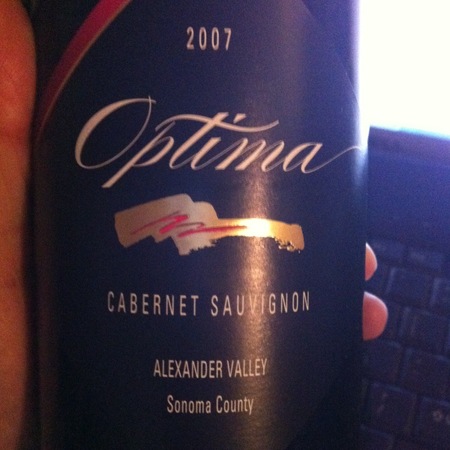 2007
Optima
CABERNET SAUVIGNON
ALEXANDER VALLEY
Sonoma County